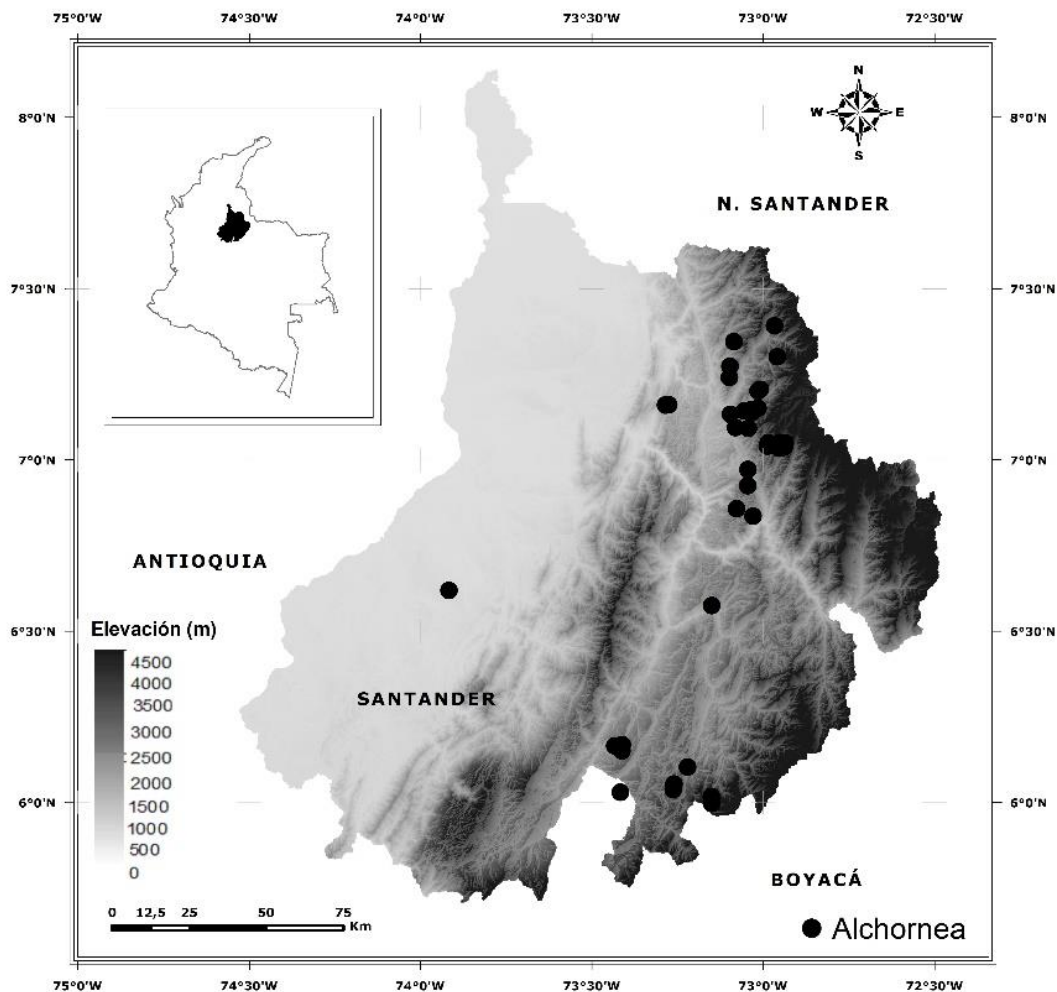 75°0'W 74°30'W 74°0'W 73°30'W 73°0'W 72°30'W
8°0'N 8°0'N
N
W E
S
N. SANTANDER
7°30'N 7°30'N
7°0'N 7°0'N
ANTIOQUIA
6°30'N 6°30'N
Elevación (m)
4500
4000
3500
3000
2500
2000
1500
1000
500
0
SANTANDER
6°0'N 6°0'N
BOYACÁ
0 12,5 25 50 75
Km
Alchornea
75°0'W 74°30'W 74°0'W 73°30'W 73°0'W 72°30'W